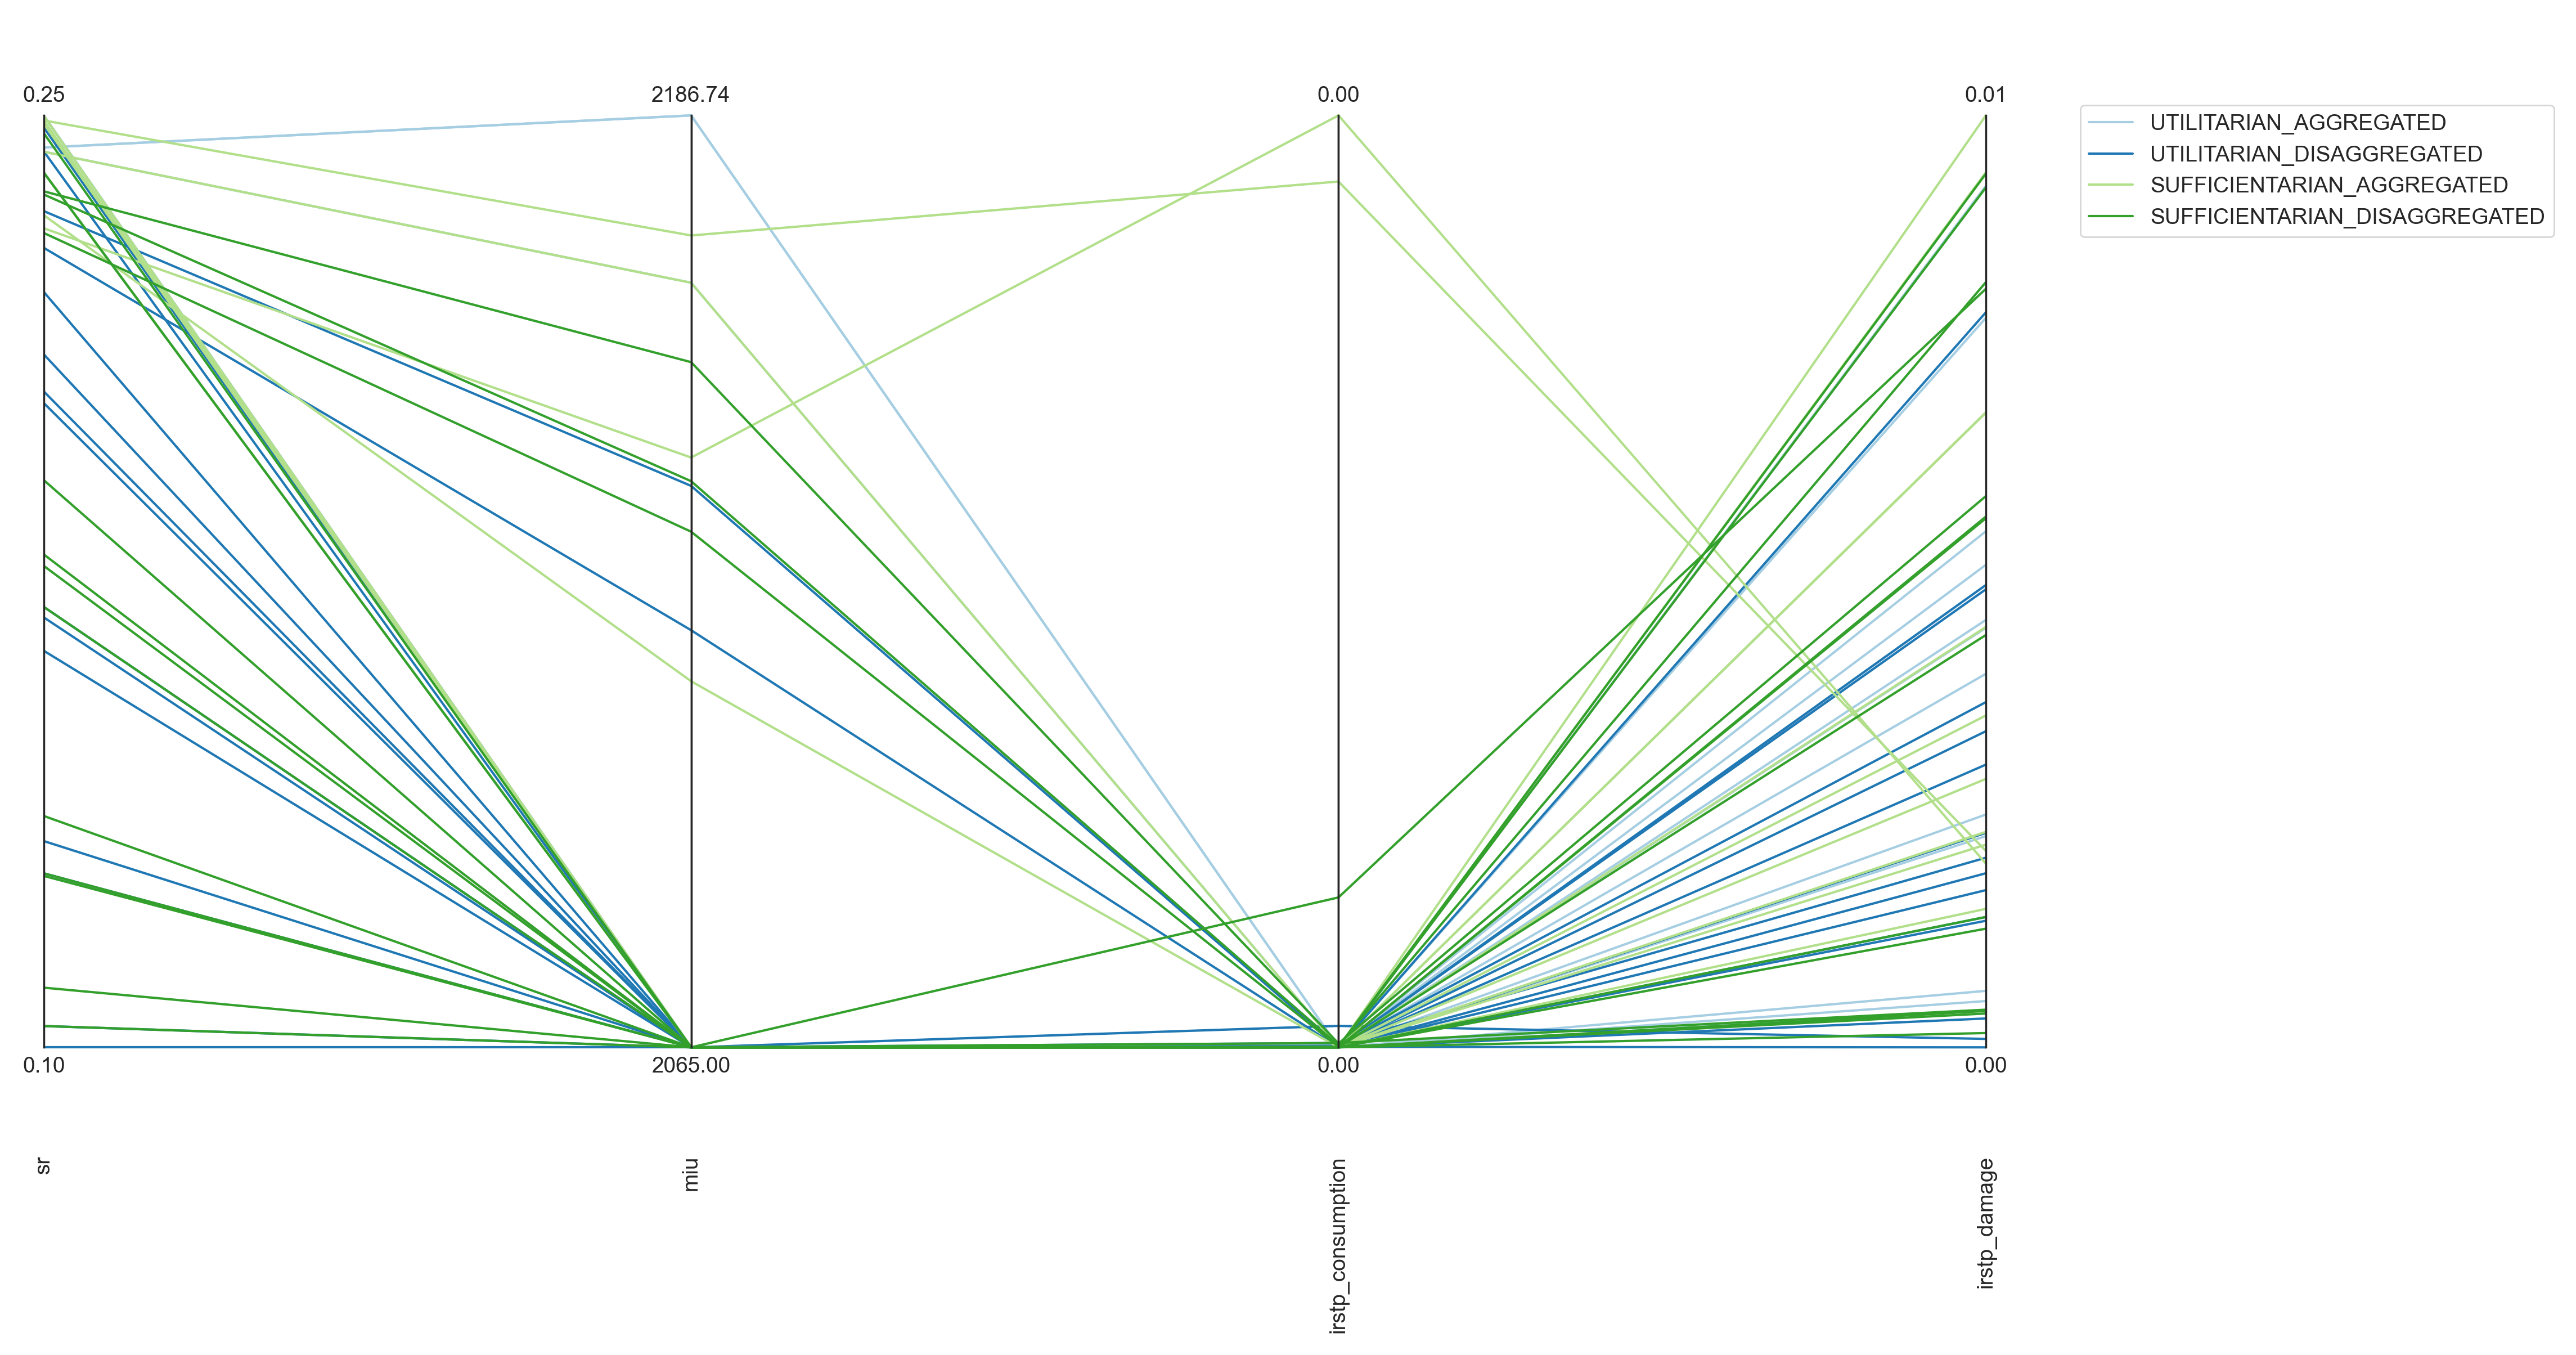 0.25
2186.74
0.00
0.01
UTILITARIAN_AGGREGATED
UTILITARIAN_DISAGGREGATED
SUFFICIENTARIAN_AGGREGATED
SUFFICIENTARIAN_DISAGGREGATED
0.10
2065.00
0.00
0.00
sr
miu
irstp_consumption
irstp_damage